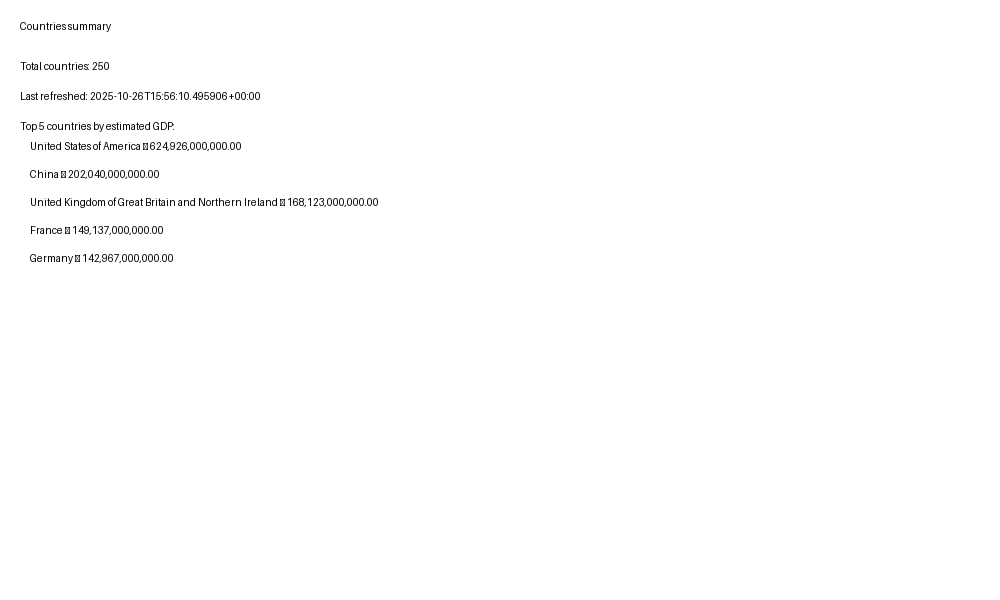 Countries summary
Total countries: 250
Last refreshed: 2025-10-26T15:56:10.495906+00:00
Top 5 countries by estimated GDP:
United States of America 624,926,000,000.00
China 202,040,000,000.00
United Kingdom of Great Britain and Northern Ireland 168,123,000,000.00
France 149,137,000,000.00
Germany 142,967,000,000.00